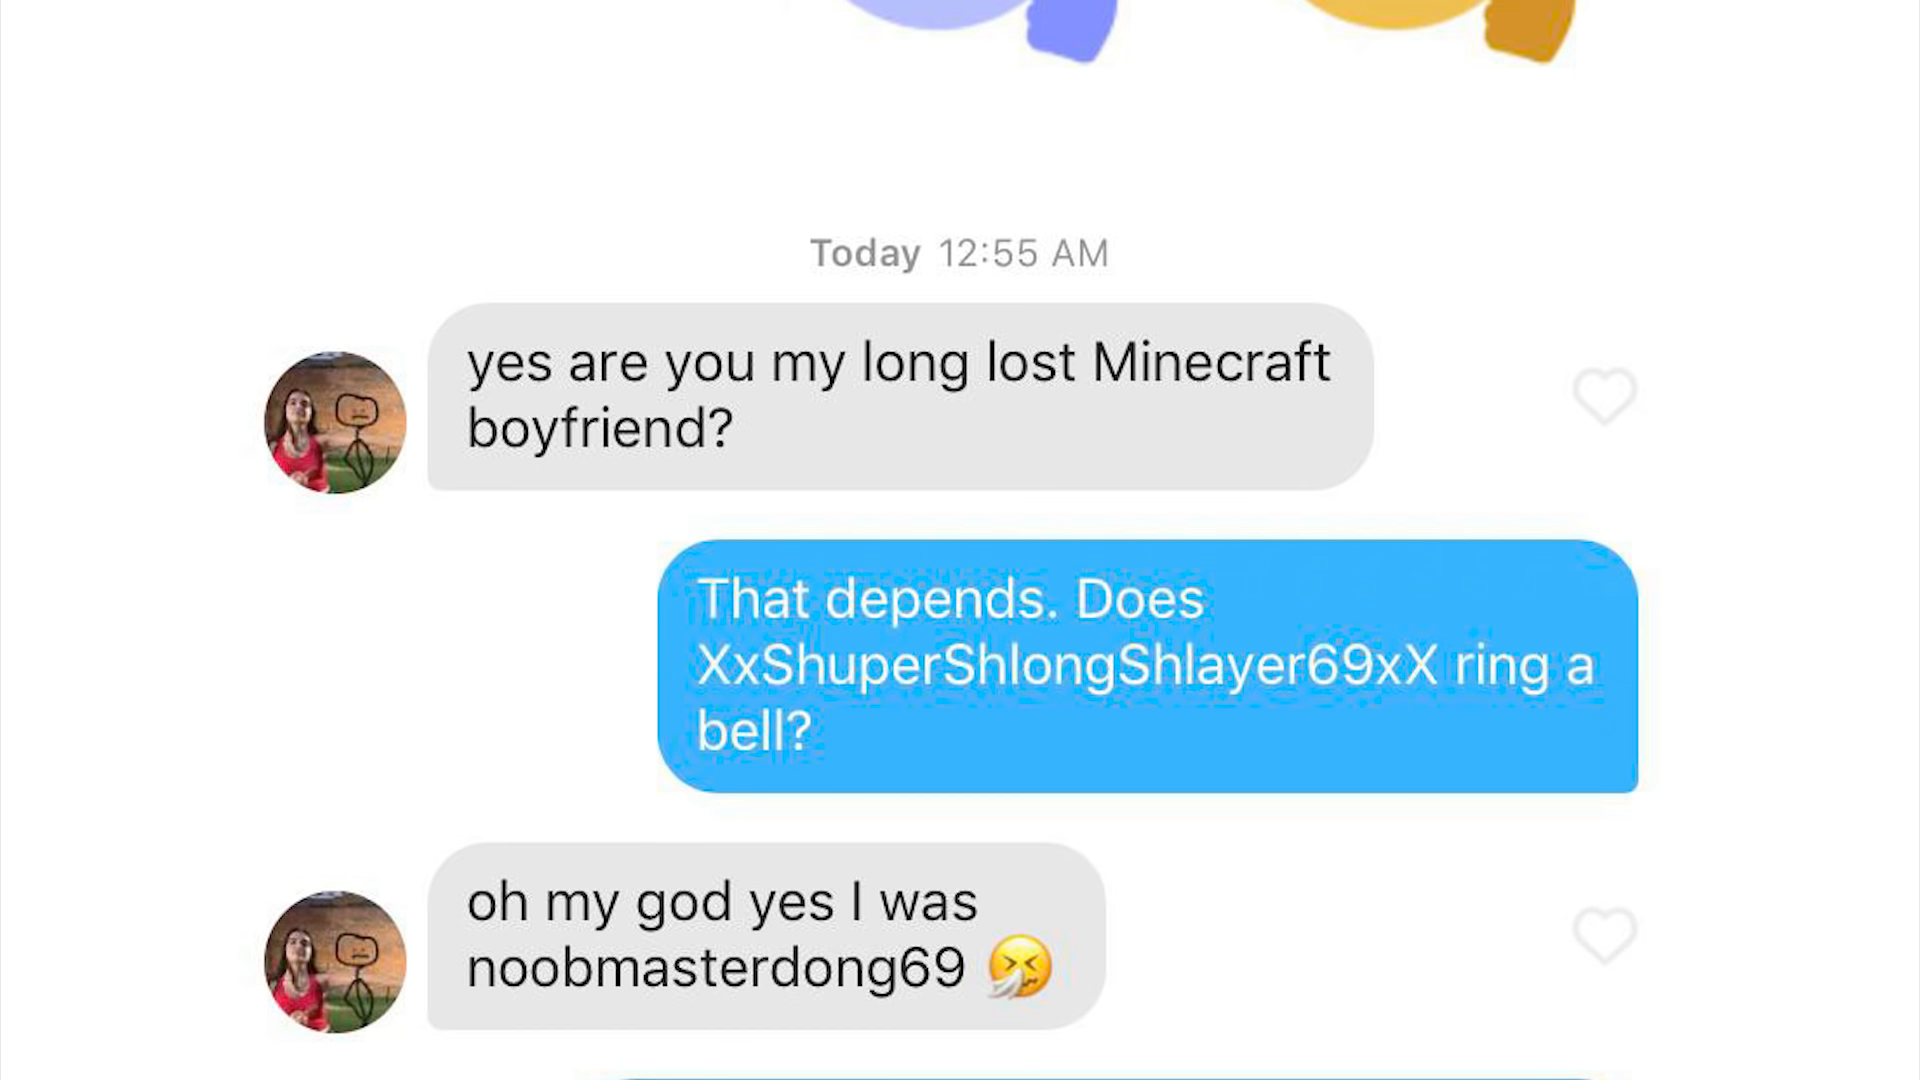 Today 12:55 AM
yes are you my long lost Minecraft
boyfriend?
That depends. Does
XxShuperShlongShlayer69xX ring a
bell?
oh my god yes I was
noobmasterdong69 🤧